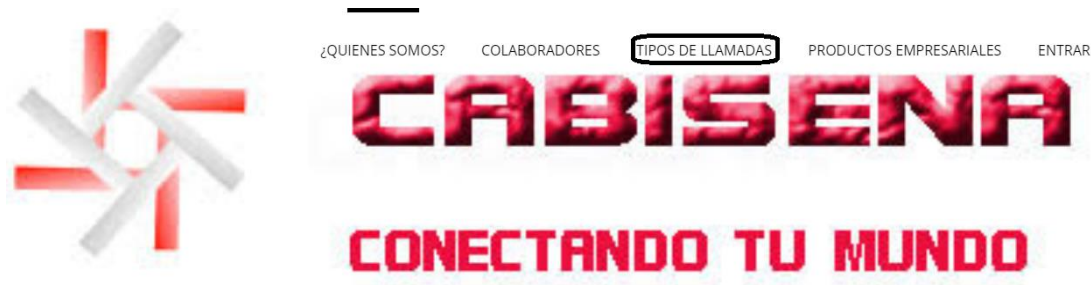 ¿QUIENES SOMOS? COLABORADORES TIPOS DE LLAMADAS PRODUCTOS EMPRESARIALES ENTRAR
CABISENA
CONECTANDO TU MUNDO